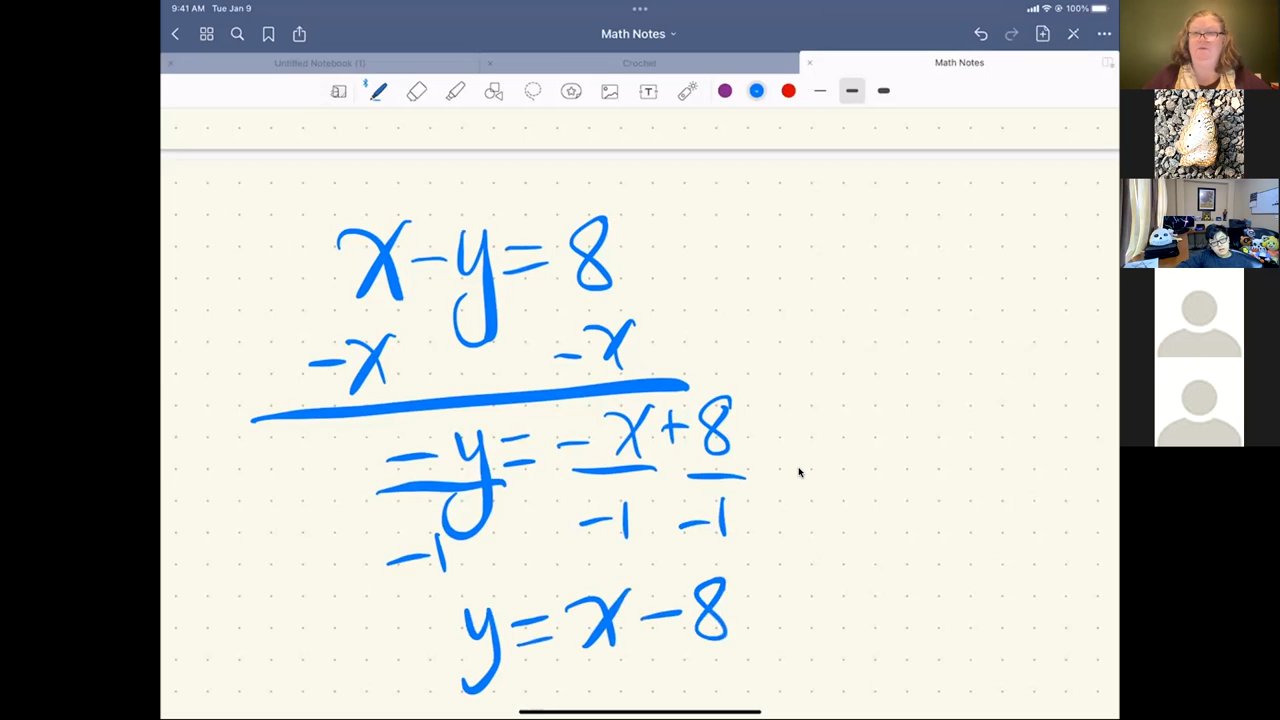 9:41 AM Tue Jan 9
100%
Math Notes
Untitled Notebook (1)
Crochet
Math Notes
T
x-y=8
-x -x
-y=-x+8
-1 -1 -1
y=x-8